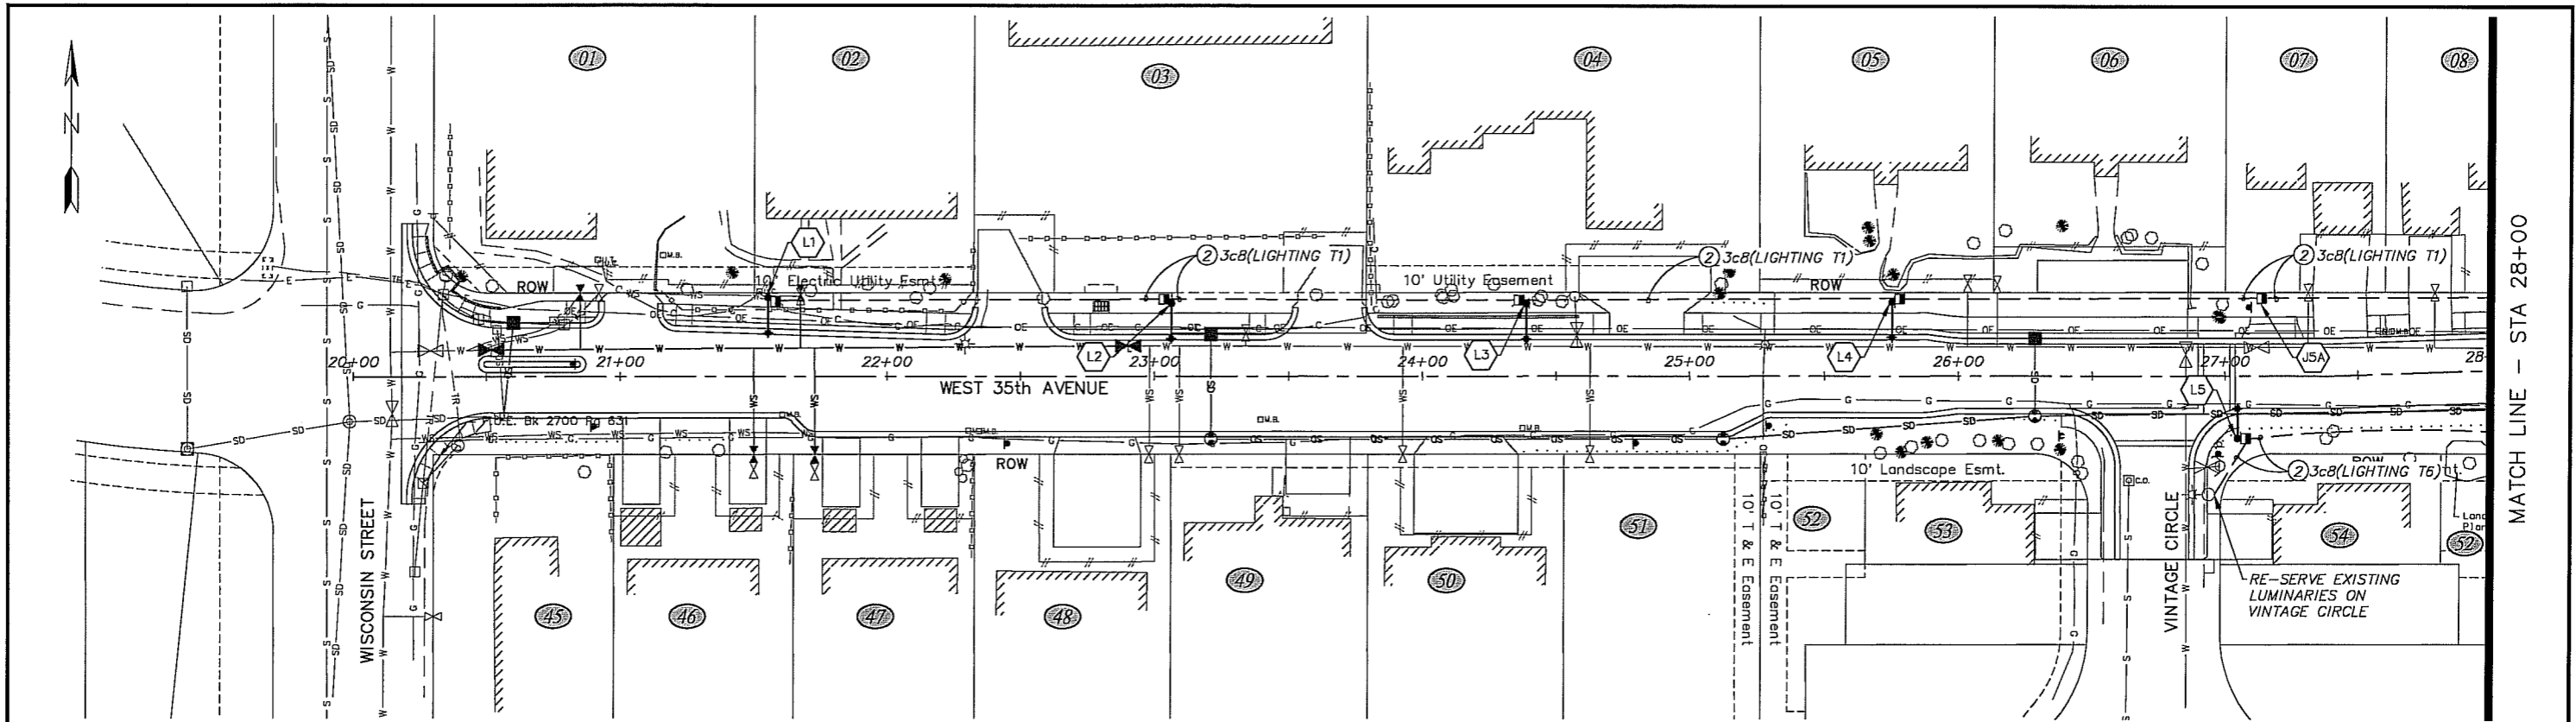 01
02
03
04
05
06
07
08
N
L1
2 3c8(LIGHTING T1)
2 3c8(LIGHTING T1)
2 3c8(LIGHTING T1)
10' Electric Utility Esmt.
10' Utility Easement
ROW
ROW
M.B.
L2
L3
L4
J5A
L5
20+00
21+00
22+00
23+00
24+00
25+00
26+00
27+00
28
WEST 35th AVENUE
MATCH LINE - STA 28+00
Bk 2700 Pg 631
M.B.
M.B.
M.B.
M.B.
ROW
ROW
10' Landscape Esmt.
2 3c8(LIGHTING T6)
C.O.
WISCONSIN STREET
10' T & E Easement
10' T & E Easement
VINTAGE CIRCLE
45
46
47
48
49
50
51
52
53
54
52
RE-SERVE EXISTING
LUMINARIES ON
VINTAGE CIRCLE